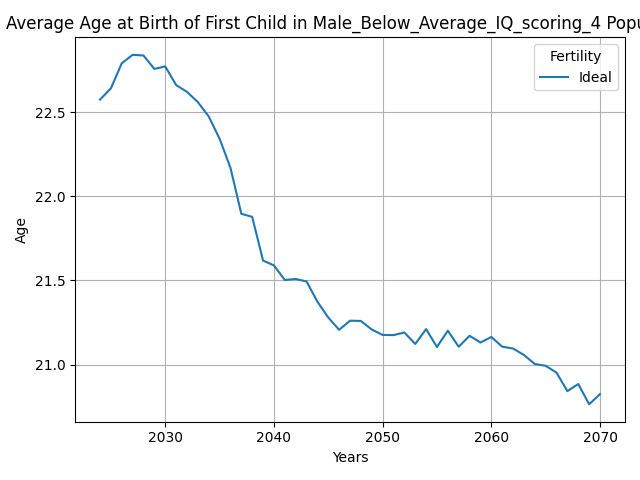 Average Age at Birth of First Child in Male_Below_Average_IQ_scoring_4 Popu
Fertility
Ideal
22.5
22.0
21.5
21.0
Age
2030 2040 2050 2060 2070
Years